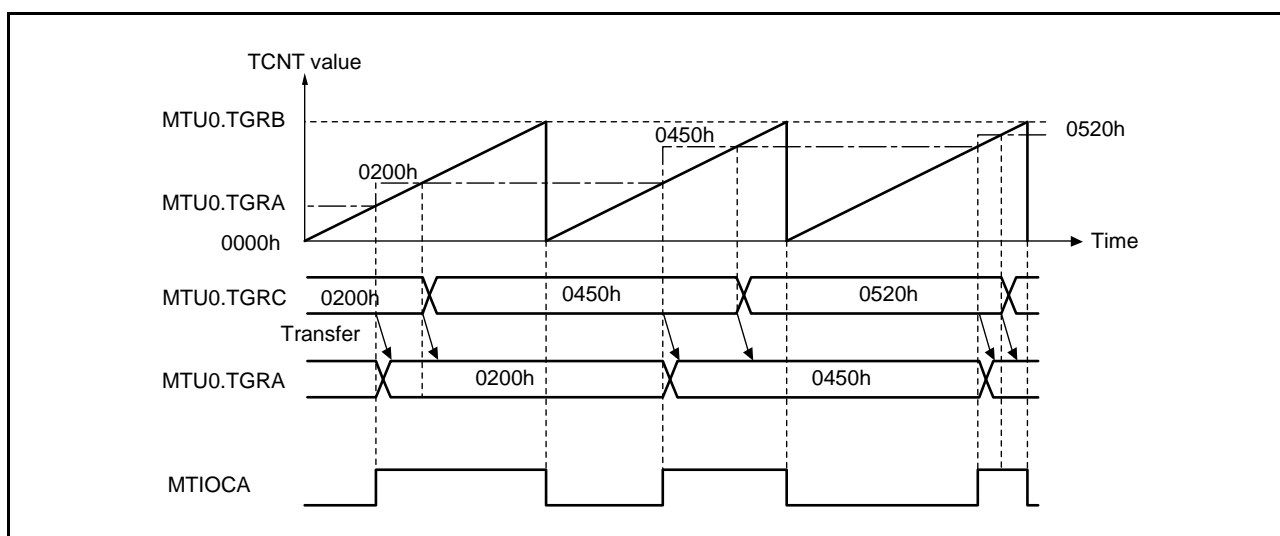 TCNT value
MTU0.TGRB
0450h
0520h
0200h
MTU0.TGRA
0000h
Time
MTU0.TGRC
0200h
0450h
0520h
Transfer
MTU0.TGRA
0200h
0450h
MTIOCA